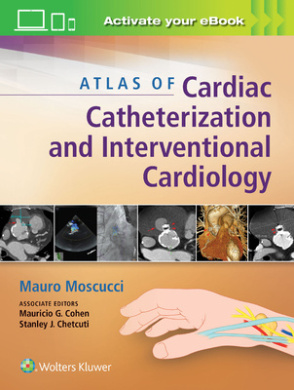 Activate your eBook
ATLAS OF Cardiac
Catheterization
and Interventional
Cardiology
Mauro Moscucci
ASSOCIATE EDITORS
Mauricio G. Cohen
Stanley J. Chetcuti
Wolters Kluwer